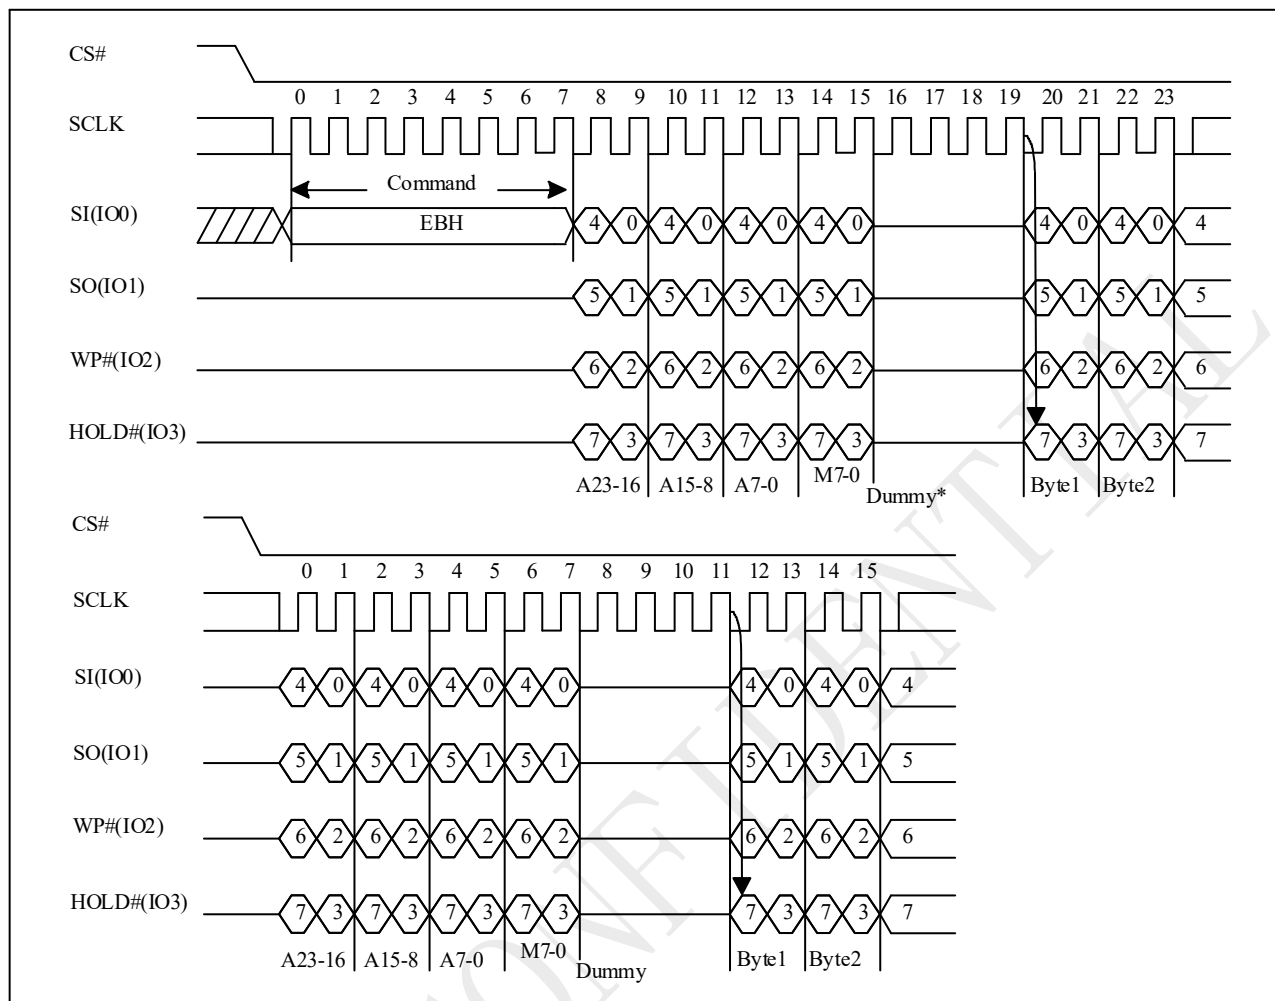 CS#
0 1 2 3 4 5 6 7 8 9 10 11 12 13 14 15 16 17 18 19 20 21 22 23
SCLK
Command
SI(IO0) EBH 4 0 4 0 4 0 4 0 4 0 4 0 4
SO(IO1) 5 1 5 1 5 1 5 1 5 1 5 1 5
WP#(IO2) 6 2 6 2 6 2 6 2 6 2 6 2 6
HOLD#(IO3) 7 3 7 3 7 3 7 3 7 3 7 3 7
A23-16 A15-8 A7-0 M7-0 Dummy* Byte1 Byte2
CS#
0 1 2 3 4 5 6 7 8 9 10 11 12 13 14 15
SCLK
SI(IO0) 4 0 4 0 4 0 4 0 4 0 4 0 4
SO(IO1) 5 1 5 1 5 1 5 1 5 1 5 1 5
WP#(IO2) 6 2 6 2 6 2 6 2 6 2 6 2 6
HOLD#(IO3) 7 3 7 3 7 3 7 3 7 3 7 3 7
A23-16 A15-8 A7-0 M7-0 Dummy Byte1 Byte2
ONFIDENTIAL